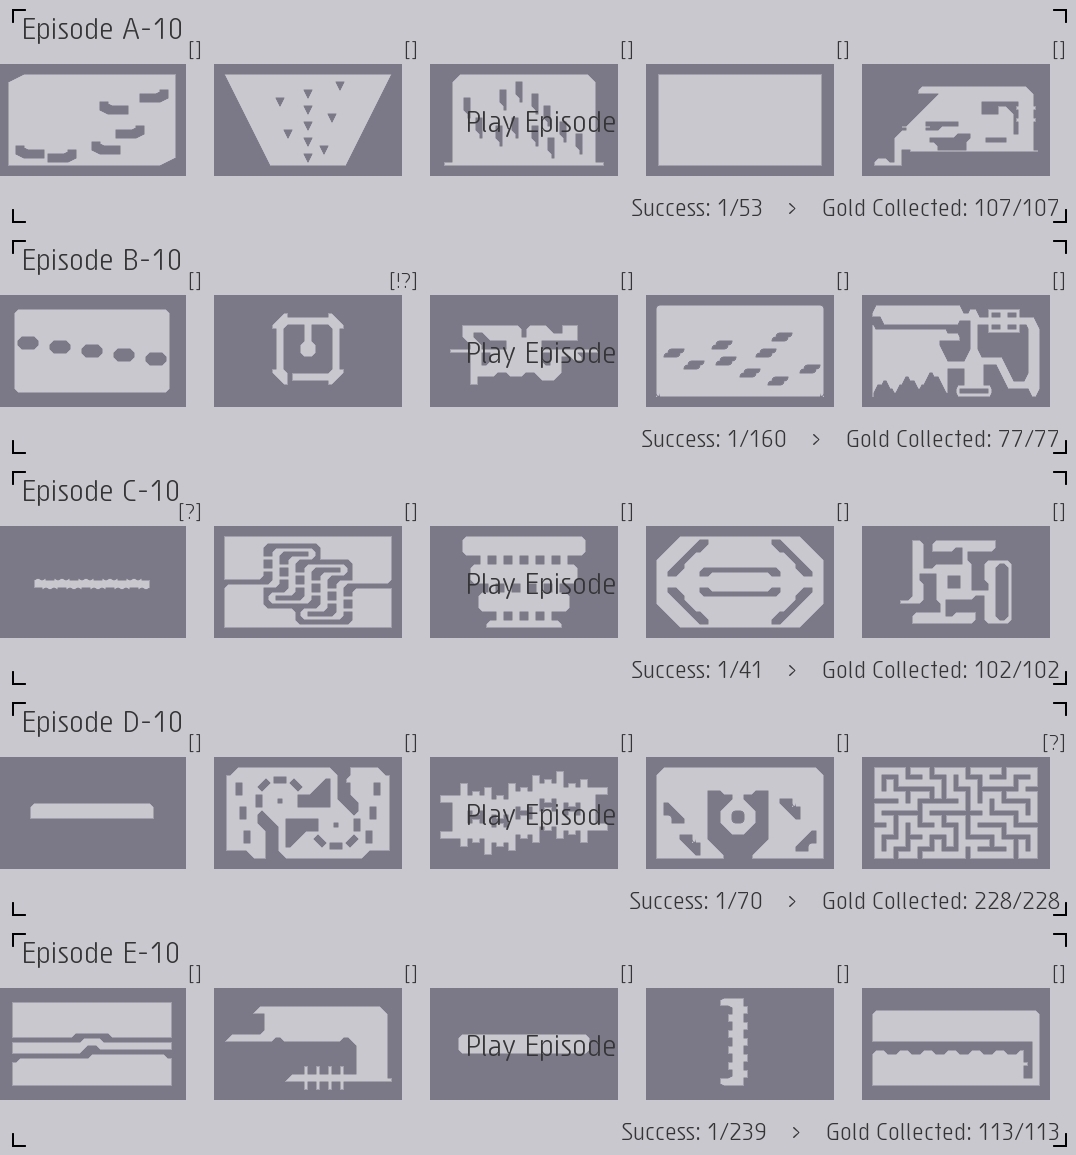 Episode A-10
[] [] [] [] []
Play Episode
Success: 1/53 > Gold Collected: 107/107
Episode B-10
[] [!?] [] [] []
Play Episode
Success: 1/160 > Gold Collected: 77/77
Episode C-10
[?] [] [] [] []
Play Episode
Success: 1/41 > Gold Collected: 102/102
Episode D-10
[] [] [] [] [?]
Play Episode
Success: 1/70 > Gold Collected: 228/228
Episode E-10
[] [] [] [] []
Play Episode
Success: 1/239 > Gold Collected: 113/113